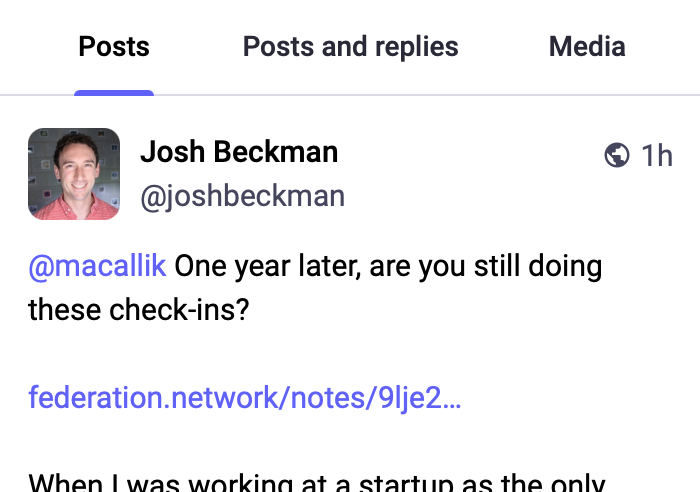 Posts Posts and replies Media
Josh Beckman 1h
@joshbeckman
@macallik One year later, are you still doing
these check-ins?
federation.network/notes/9lje2…
When I was working at a startup as the only